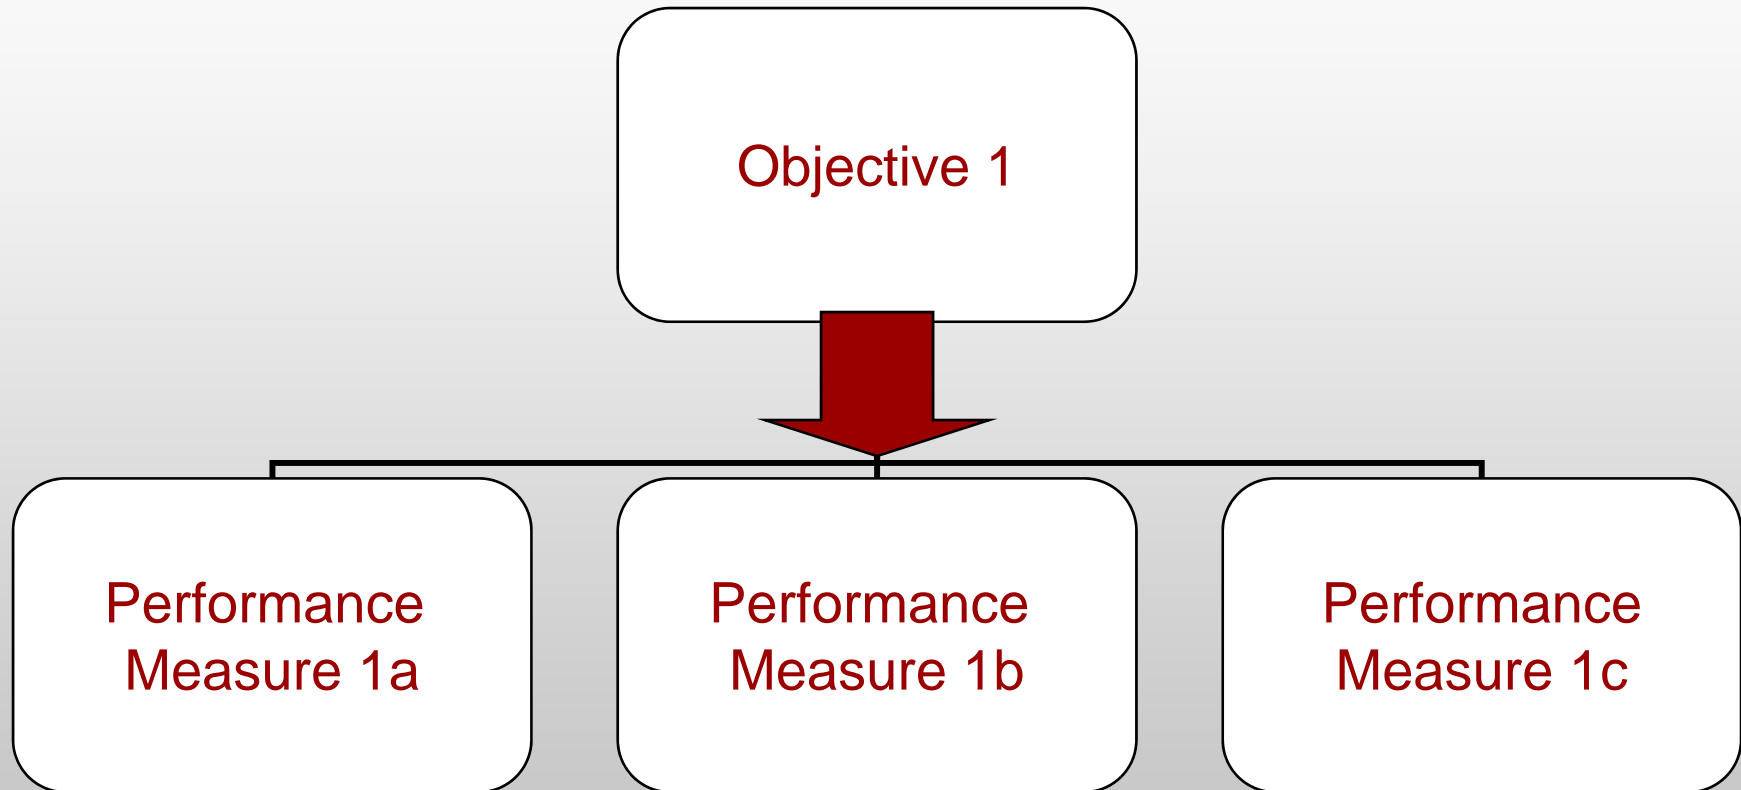 Objective 1
Performance
Measure 1a
Performance
Measure 1b
Performance
Measure 1c